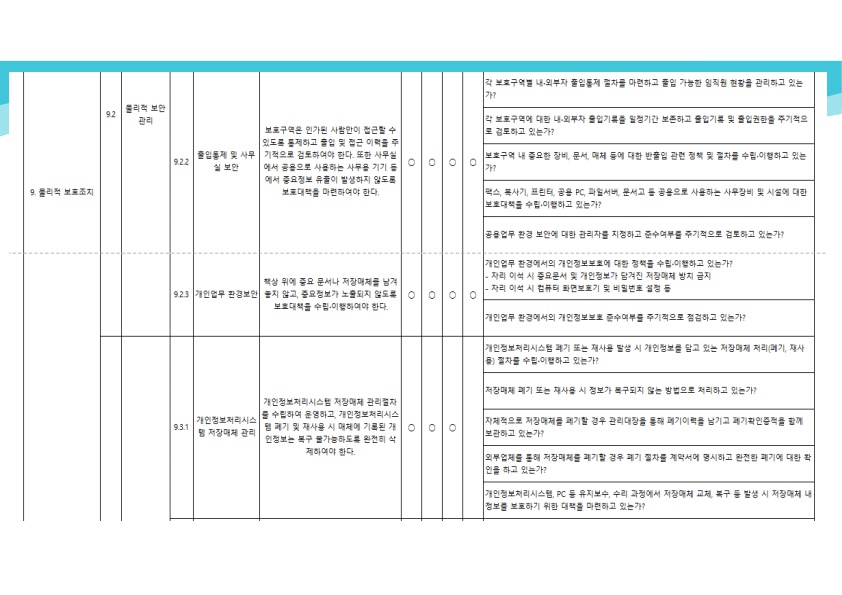 9. 물리적 보호조치
9.2
물리적 보안
관리
9.2.2
출입통제 및 사무
실 보안
보호구역은 인가된 사람만이 접근할 수
있도록 통제하고 출입 및 접근 이력을 주
기적으로 검토하여야 한다. 또한 사무실
에서 공용으로 사용하는 사무용 기기 등
에서 중요정보 유출이 발생하지 않도록
보호대책을 마련하여야 한다.
○ ○ ○ ○
각 보호구역별 내·외부자 출입통제 절차를 마련하고 출입 가능한 임직원 현황을 관리하고 있는
가?
각 보호구역에 대한 내·외부자 출입기록을 일정기간 보존하고 출입기록 및 출입권한을 주기적으
로 검토하고 있는가?
보호구역 내 중요한 장비, 문서, 매체 등에 대한 반출입 관련 정책 및 절차를 수립·이행하고 있는
가?
팩스, 복사기, 프린터, 공용 PC, 파일서버, 문서고 등 공용으로 사용하는 사무장비 및 시설에 대한
보호대책을 수립·이행하고 있는가?
공용업무 환경 보안에 대한 관리자를 지정하고 준수여부를 주기적으로 검토하고 있는가?
9.2.3
개인업무 환경보안
책상 위에 중요 문서나 저장매체를 남겨
놓지 않고, 중요정보가 노출되지 않도록
보호대책을 수립·이행하여야 한다.
○ ○ ○ ○
개인업무 환경에서의 개인정보보호에 대한 정책을 수립·이행하고 있는가?
- 자리 이석 시 중요문서 및 개인정보가 담겨진 저장매체 방치 금지
- 자리 이석 시 컴퓨터 화면보호기 및 비밀번호 설정 등
개인업무 환경에서의 개인정보보호 준수여부를 주기적으로 점검하고 있는가?
9.3.1
개인정보처리시스
템 저장매체 관리
개인정보처리시스템 저장매체 관리절차
를 수립하여 운영하고, 개인정보처리시스
템 폐기 및 재사용 시 매체에 기록된 개
인정보는 복구 불가능하도록 완전히 삭
제하여야 한다.
○ ○ ○
개인정보처리시스템 폐기 또는 재사용 발생 시 개인정보를 담고 있는 저장매체 처리(폐기, 재사
용) 절차를 수립·이행하고 있는가?
저장매체 폐기 또는 재사용 시 정보가 복구되지 않는 방법으로 처리하고 있는가?
자체적으로 저장매체를 폐기할 경우 관리대장을 통해 폐기이력을 남기고 폐기확인증적을 함께
보관하고 있는가?
외부업체를 통해 저장매체를 폐기할 경우 폐기 절차를 계약서에 명시하고 완전한 폐기에 대한 확
인을 하고 있는가?
개인정보처리시스템, PC 등 유지보수, 수리 과정에서 저장매체 교체, 복구 등 발생 시 저장매체 내
정보를 보호하기 위한 대책을 마련하고 있는가?